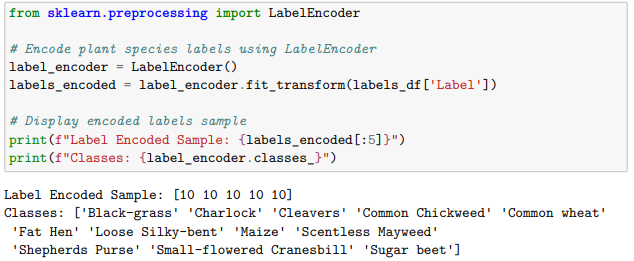 from sklearn.preprocessing import LabelEncoder
# Encode plant species labels using LabelEncoder
label_encoder = LabelEncoder()
labels_encoded = label_encoder.fit_transform(labels_df['Label'])
# Display encoded labels sample
print(f"Label Encoded Sample: {labels_encoded[:5]}")
print(f"Classes: {label_encoder.classes_}")
Label Encoded Sample: [10 10 10 10 10]
Classes: ['Black-grass' 'Charlock' 'Cleavers' 'Common Chickweed' 'Common wheat'
'Fat Hen' 'Loose Silky-bent' 'Maize' 'Scentless Mayweed'
'Shepherds Purse' 'Small-flowered Cranesbill' 'Sugar beet']